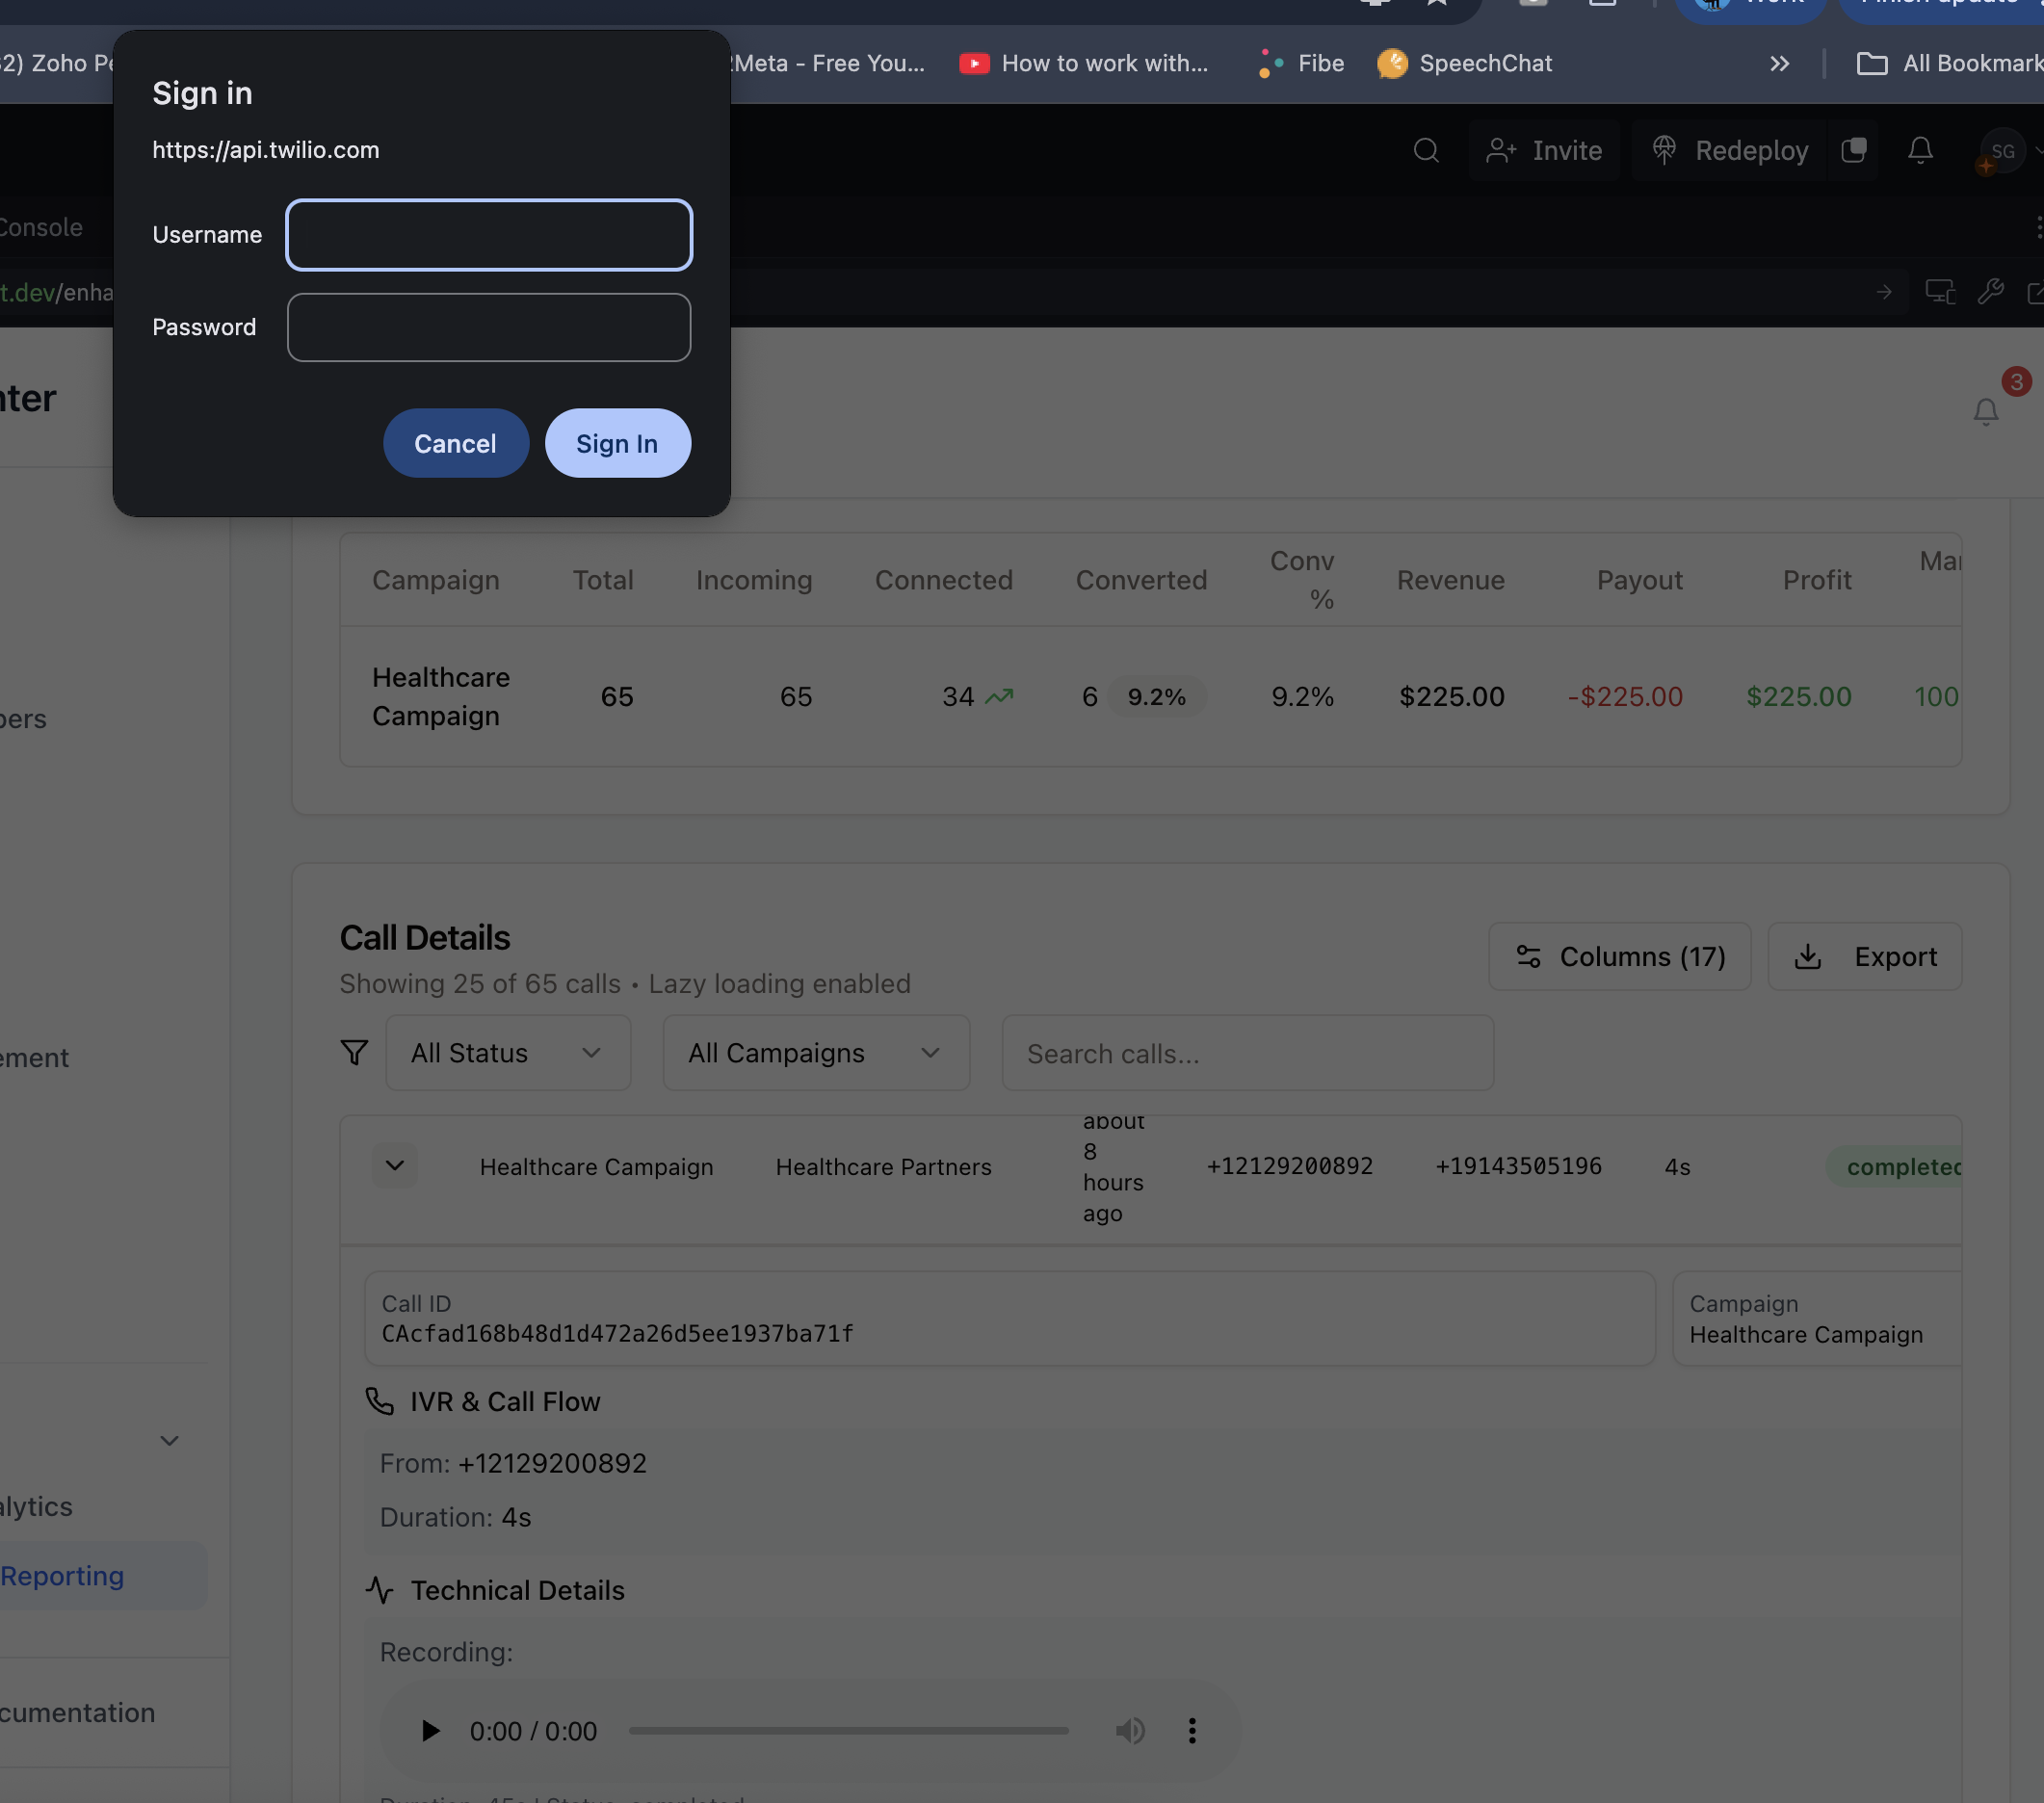 2) Zoho Pe
2Meta - Free You...
How to work with...
Fibe
SpeechChat
All Bookmark
Sign in
https://api.twilio.com
Username
Password
Cancel
Sign In
Invite
Redeploy
SG
Console
t.dev/enha
nter
3
Campaign
Total
Incoming
Connected
Converted
Conv
%
Revenue
Payout
Profit
Mar
Healthcare
Campaign
65
65
34
6
9.2%
9.2%
$225.00
-$225.00
$225.00
100
bers
Call Details
Showing 25 of 65 calls • Lazy loading enabled
Columns (17)
Export
All Status
All Campaigns
Search calls...
ement
Healthcare Campaign
Healthcare Partners
about
8
hours
ago
+12129200892
+19143505196
4s
completed
Call ID
CAcfad168b48d1d472a26d5ee1937ba71f
Campaign
Healthcare Campaign
IVR & Call Flow
From: +12129200892
Duration: 4s
alytics
Reporting
Technical Details
Recording:
cumentation
0:00 / 0:00